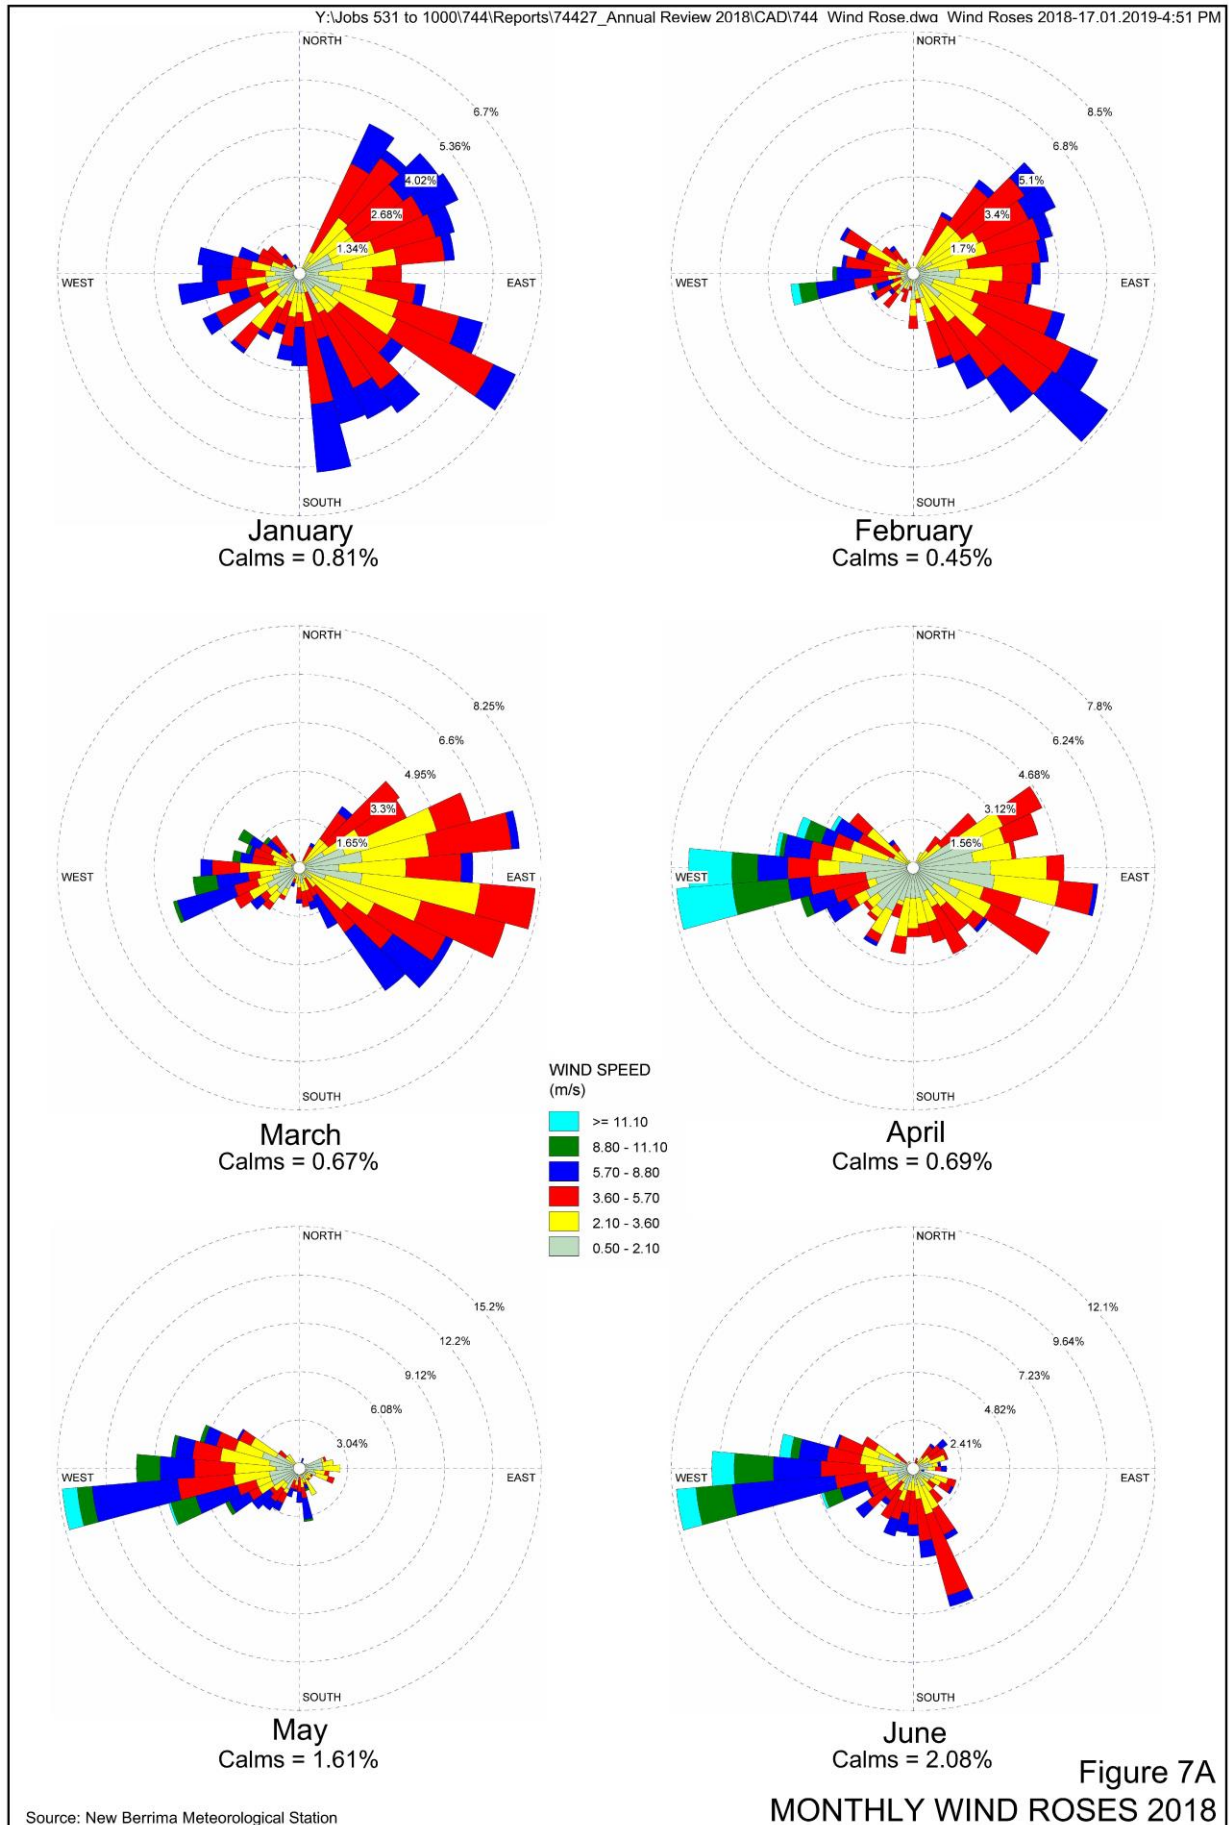 Y:\Jobs 531 to 1000\744\Reports\74427_Annual Review 2018\CAD\744 Wind Rose.dwg Wind Roses 2018-17.01.2019-4:51 PM
NORTH
6.7%
5.36%
4.02%
2.68%
1.34%
WEST
EAST
SOUTH
January
Calms = 0.81%
NORTH
8.5%
6.8%
5.1%
3.4%
1.7%
WEST
EAST
SOUTH
February
Calms = 0.45%
NORTH
8.25%
6.6%
4.95%
3.3%
1.65%
WEST
EAST
SOUTH
March
Calms = 0.67%
NORTH
7.8%
6.24%
4.68%
3.12%
1.56%
WEST
EAST
SOUTH
April
Calms = 0.69%
WIND SPEED
(m/s)
>= 11.10
8.80 - 11.10
5.70 - 8.80
3.60 - 5.70
2.10 - 3.60
0.50 - 2.10
NORTH
15.2%
12.2%
9.12%
6.08%
3.04%
WEST
EAST
SOUTH
May
Calms = 1.61%
NORTH
12.1%
9.64%
7.23%
4.82%
2.41%
WEST
EAST
SOUTH
June
Calms = 2.08%
Figure 7A
MONTHLY WIND ROSES 2018
Source: New Berrima Meteorological Station